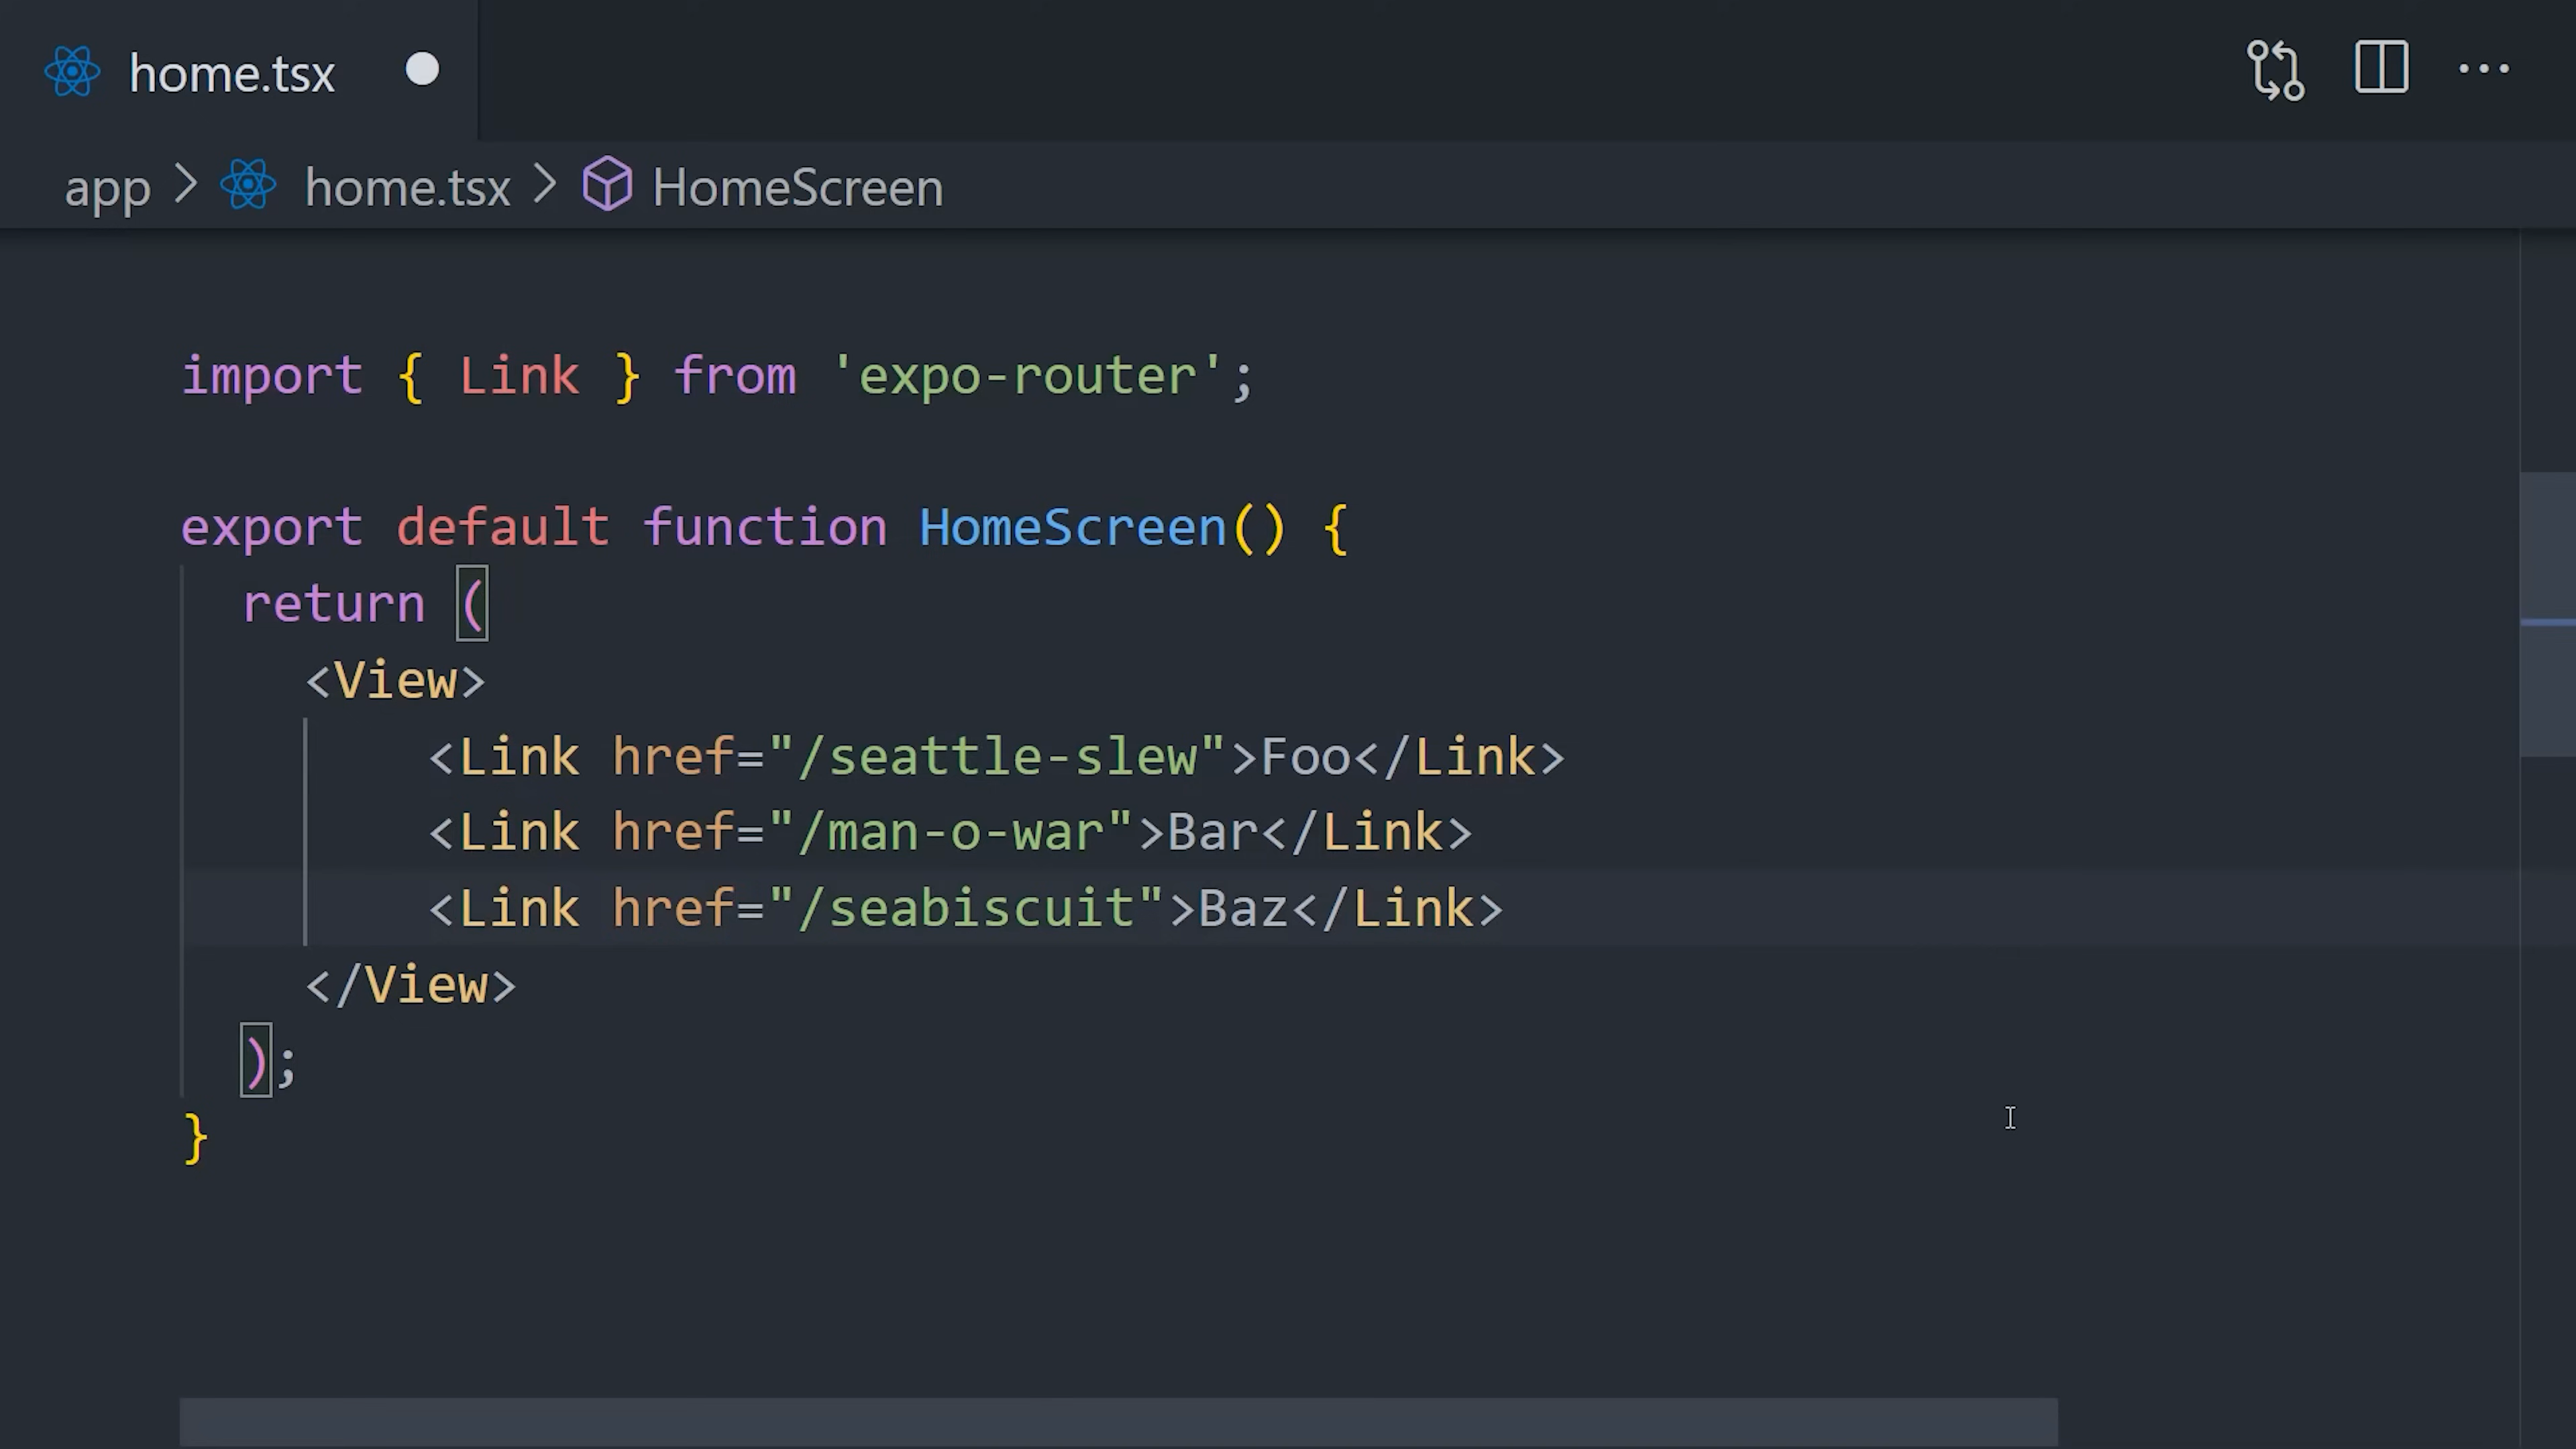 home.tsx
app > home.tsx > HomeScreen
import { Link } from 'expo-router';
export default function HomeScreen() {
return (
<View>
<Link href="/seattle-slew">Foo</Link>
<Link href="/man-o-war">Bar</Link>
<Link href="/seabiscuit">Baz</Link>
</View>
);
}